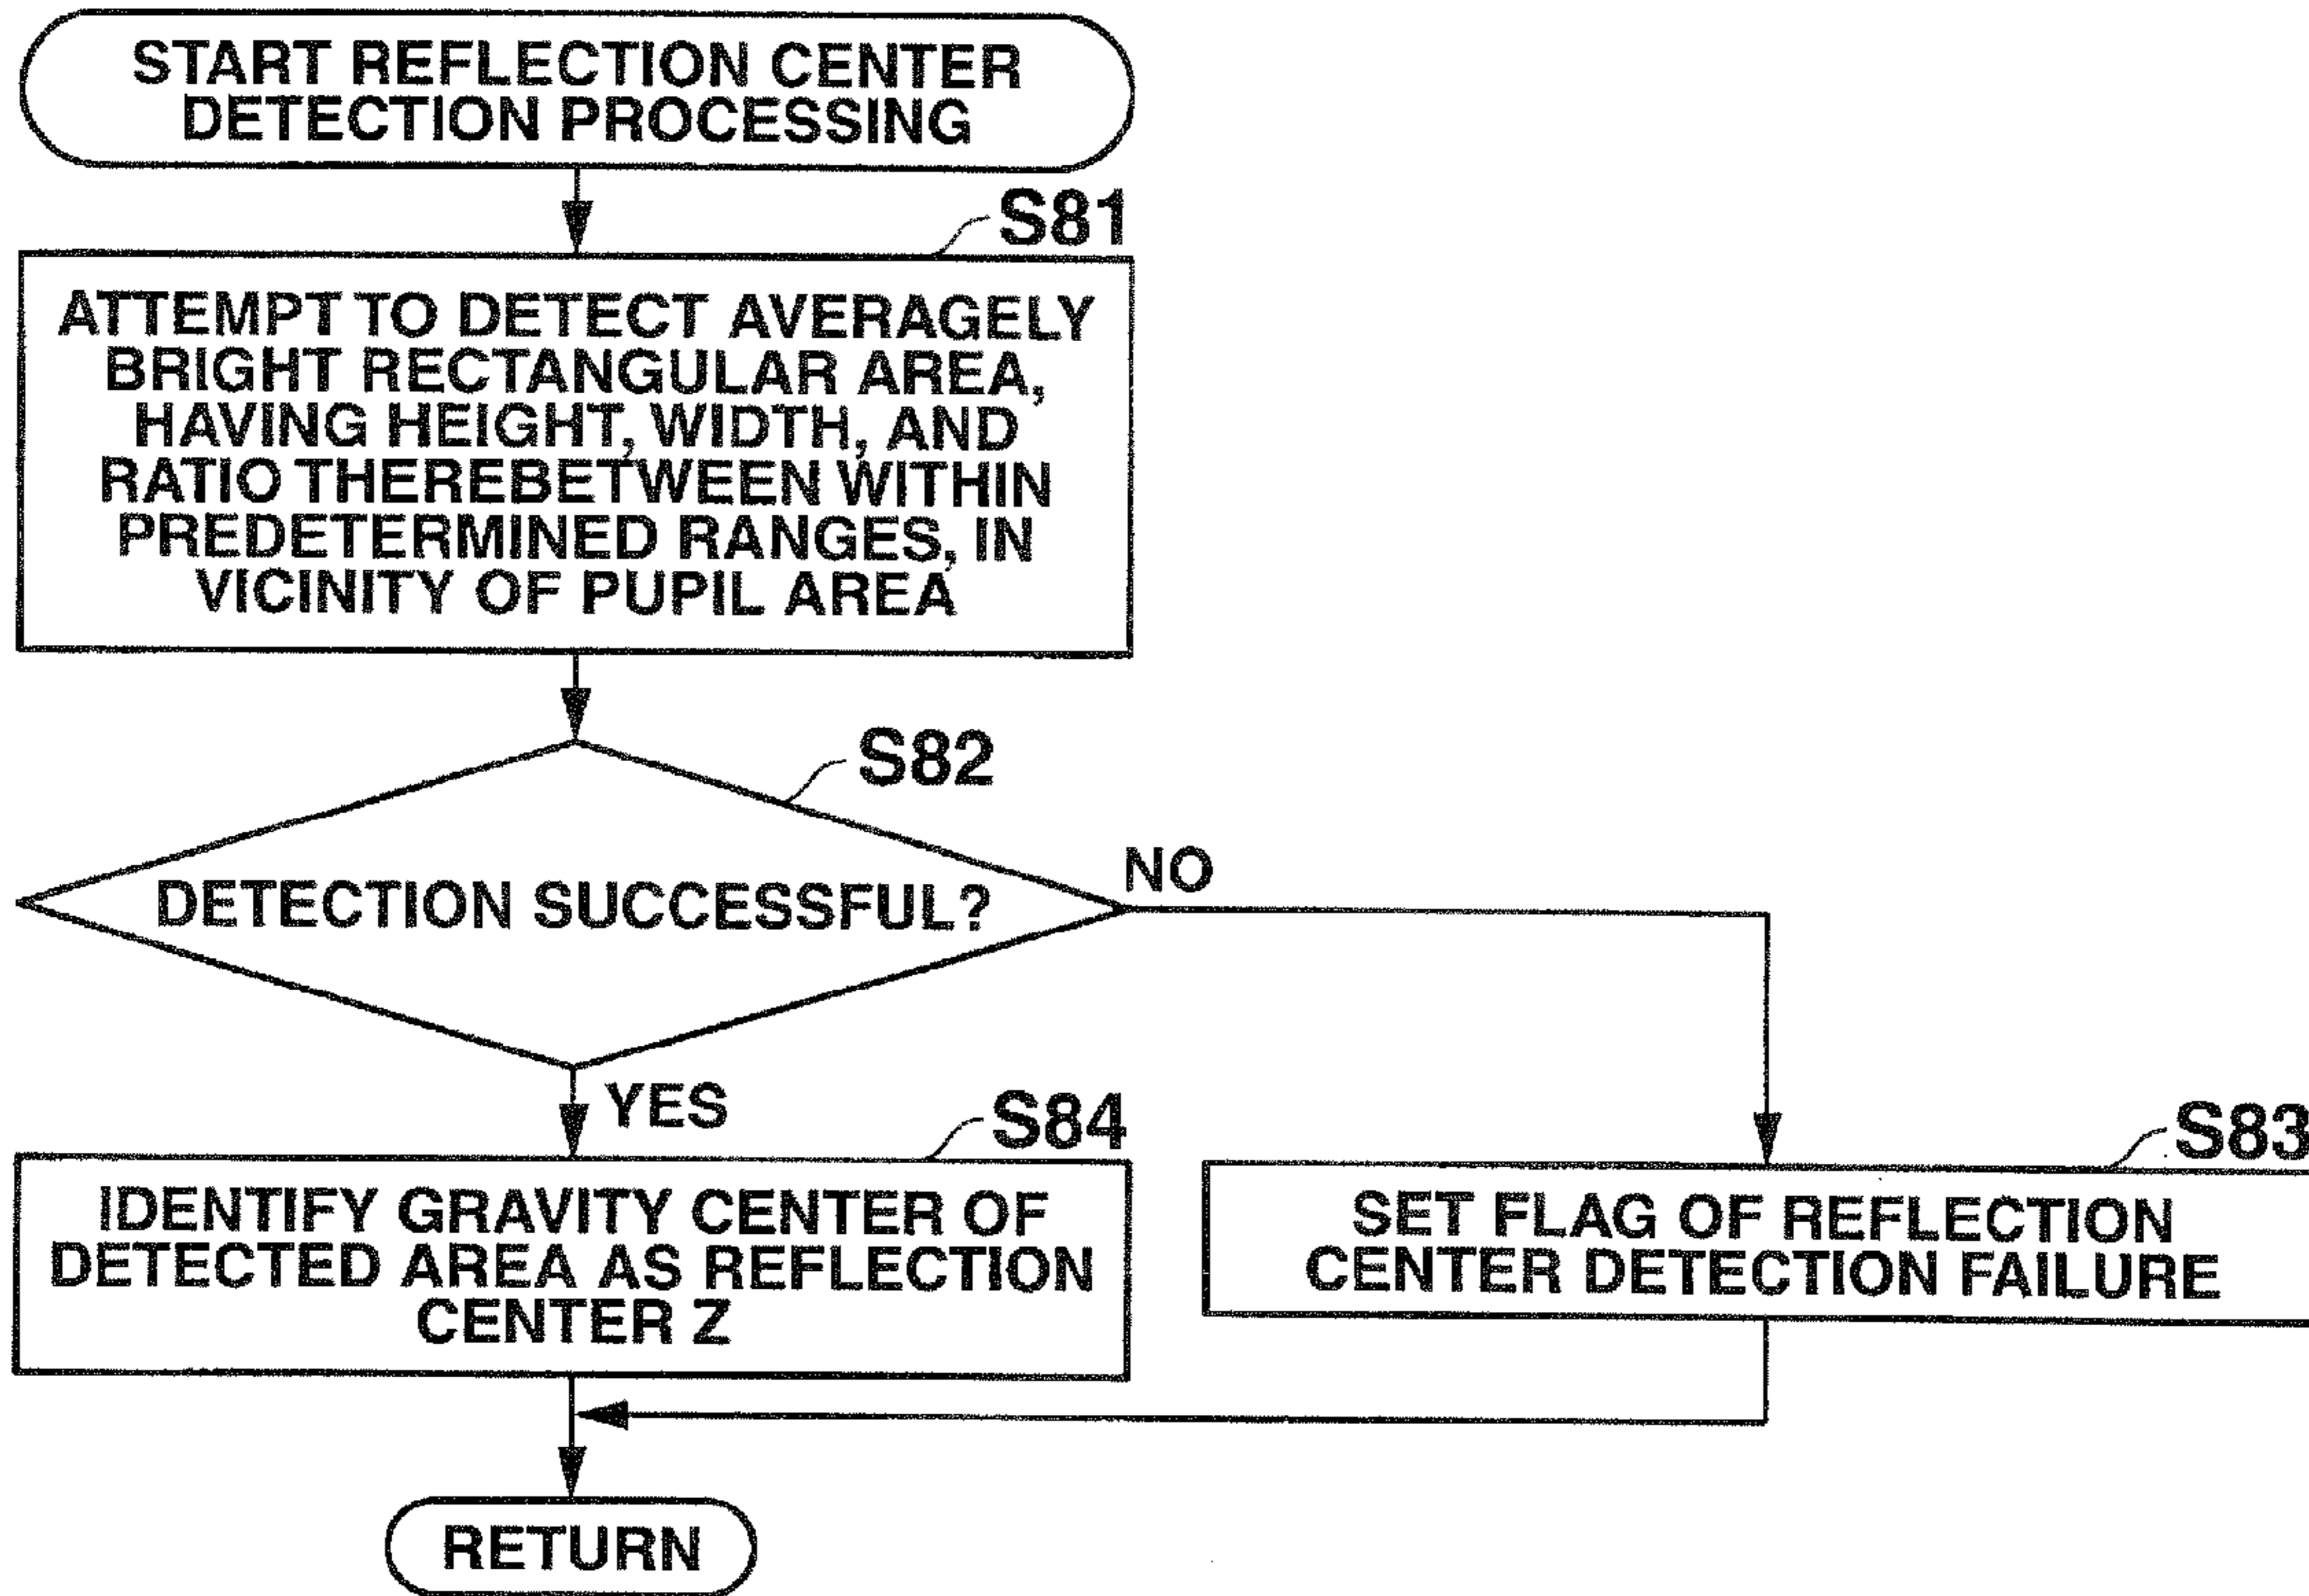 START REFLECTION CENTER
DETECTION PROCESSING
S81
ATTEMPT TO DETECT AVERAGELY
BRIGHT RECTANGULAR AREA,
HAVING HEIGHT, WIDTH, AND
RATIO THEREBETWEEN WITHIN
PREDETERMINED RANGES, IN
VICINITY OF PUPIL AREA
S82
DETECTION SUCCESSFUL?
NO
YES
S84
IDENTIFY GRAVITY CENTER OF
DETECTED AREA AS REFLECTION
CENTER Z
S83
SET FLAG OF REFLECTION
CENTER DETECTION FAILURE
RETURN